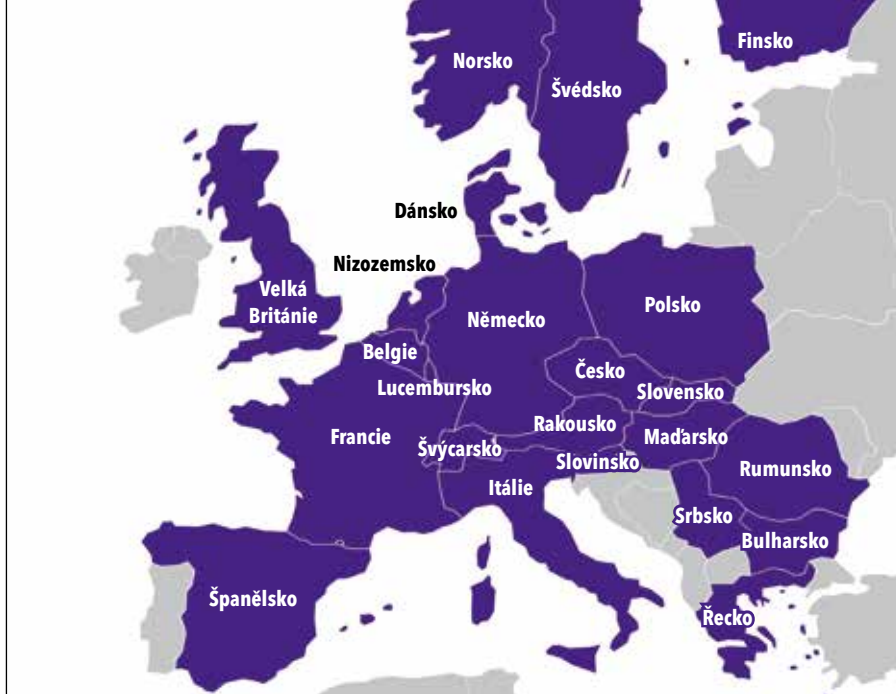 Finsko
Norsko
Švédsko
Dánsko
Nizozemsko
Velká
Británie
Německo
Polsko
Belgie
Česko
Lucembursko
Slovensko
Rakousko
Francie
Maďarsko
Švýcarsko
Slovinsko
Rumunsko
Itálie
Srbsko
Bulharsko
Španělsko
Řecko